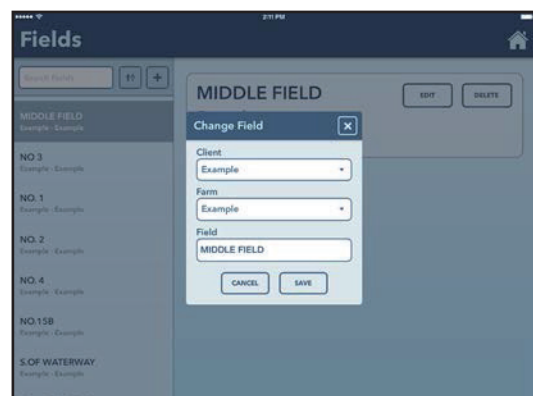 2:11 PM
Fields
Search Fields
MIDDLE FIELD
Example - Example
NO 3
Example - Example
NO. 1
Example - Example
NO. 2
Example - Example
NO. 4
Example - Example
NO.15B
Example - Example
S.OF WATERWAY
Example - Example
MIDDLE FIELD
EDIT
DELETE
Change Field
Client
Example
Farm
Example
Field
MIDDLE FIELD
CANCEL
SAVE